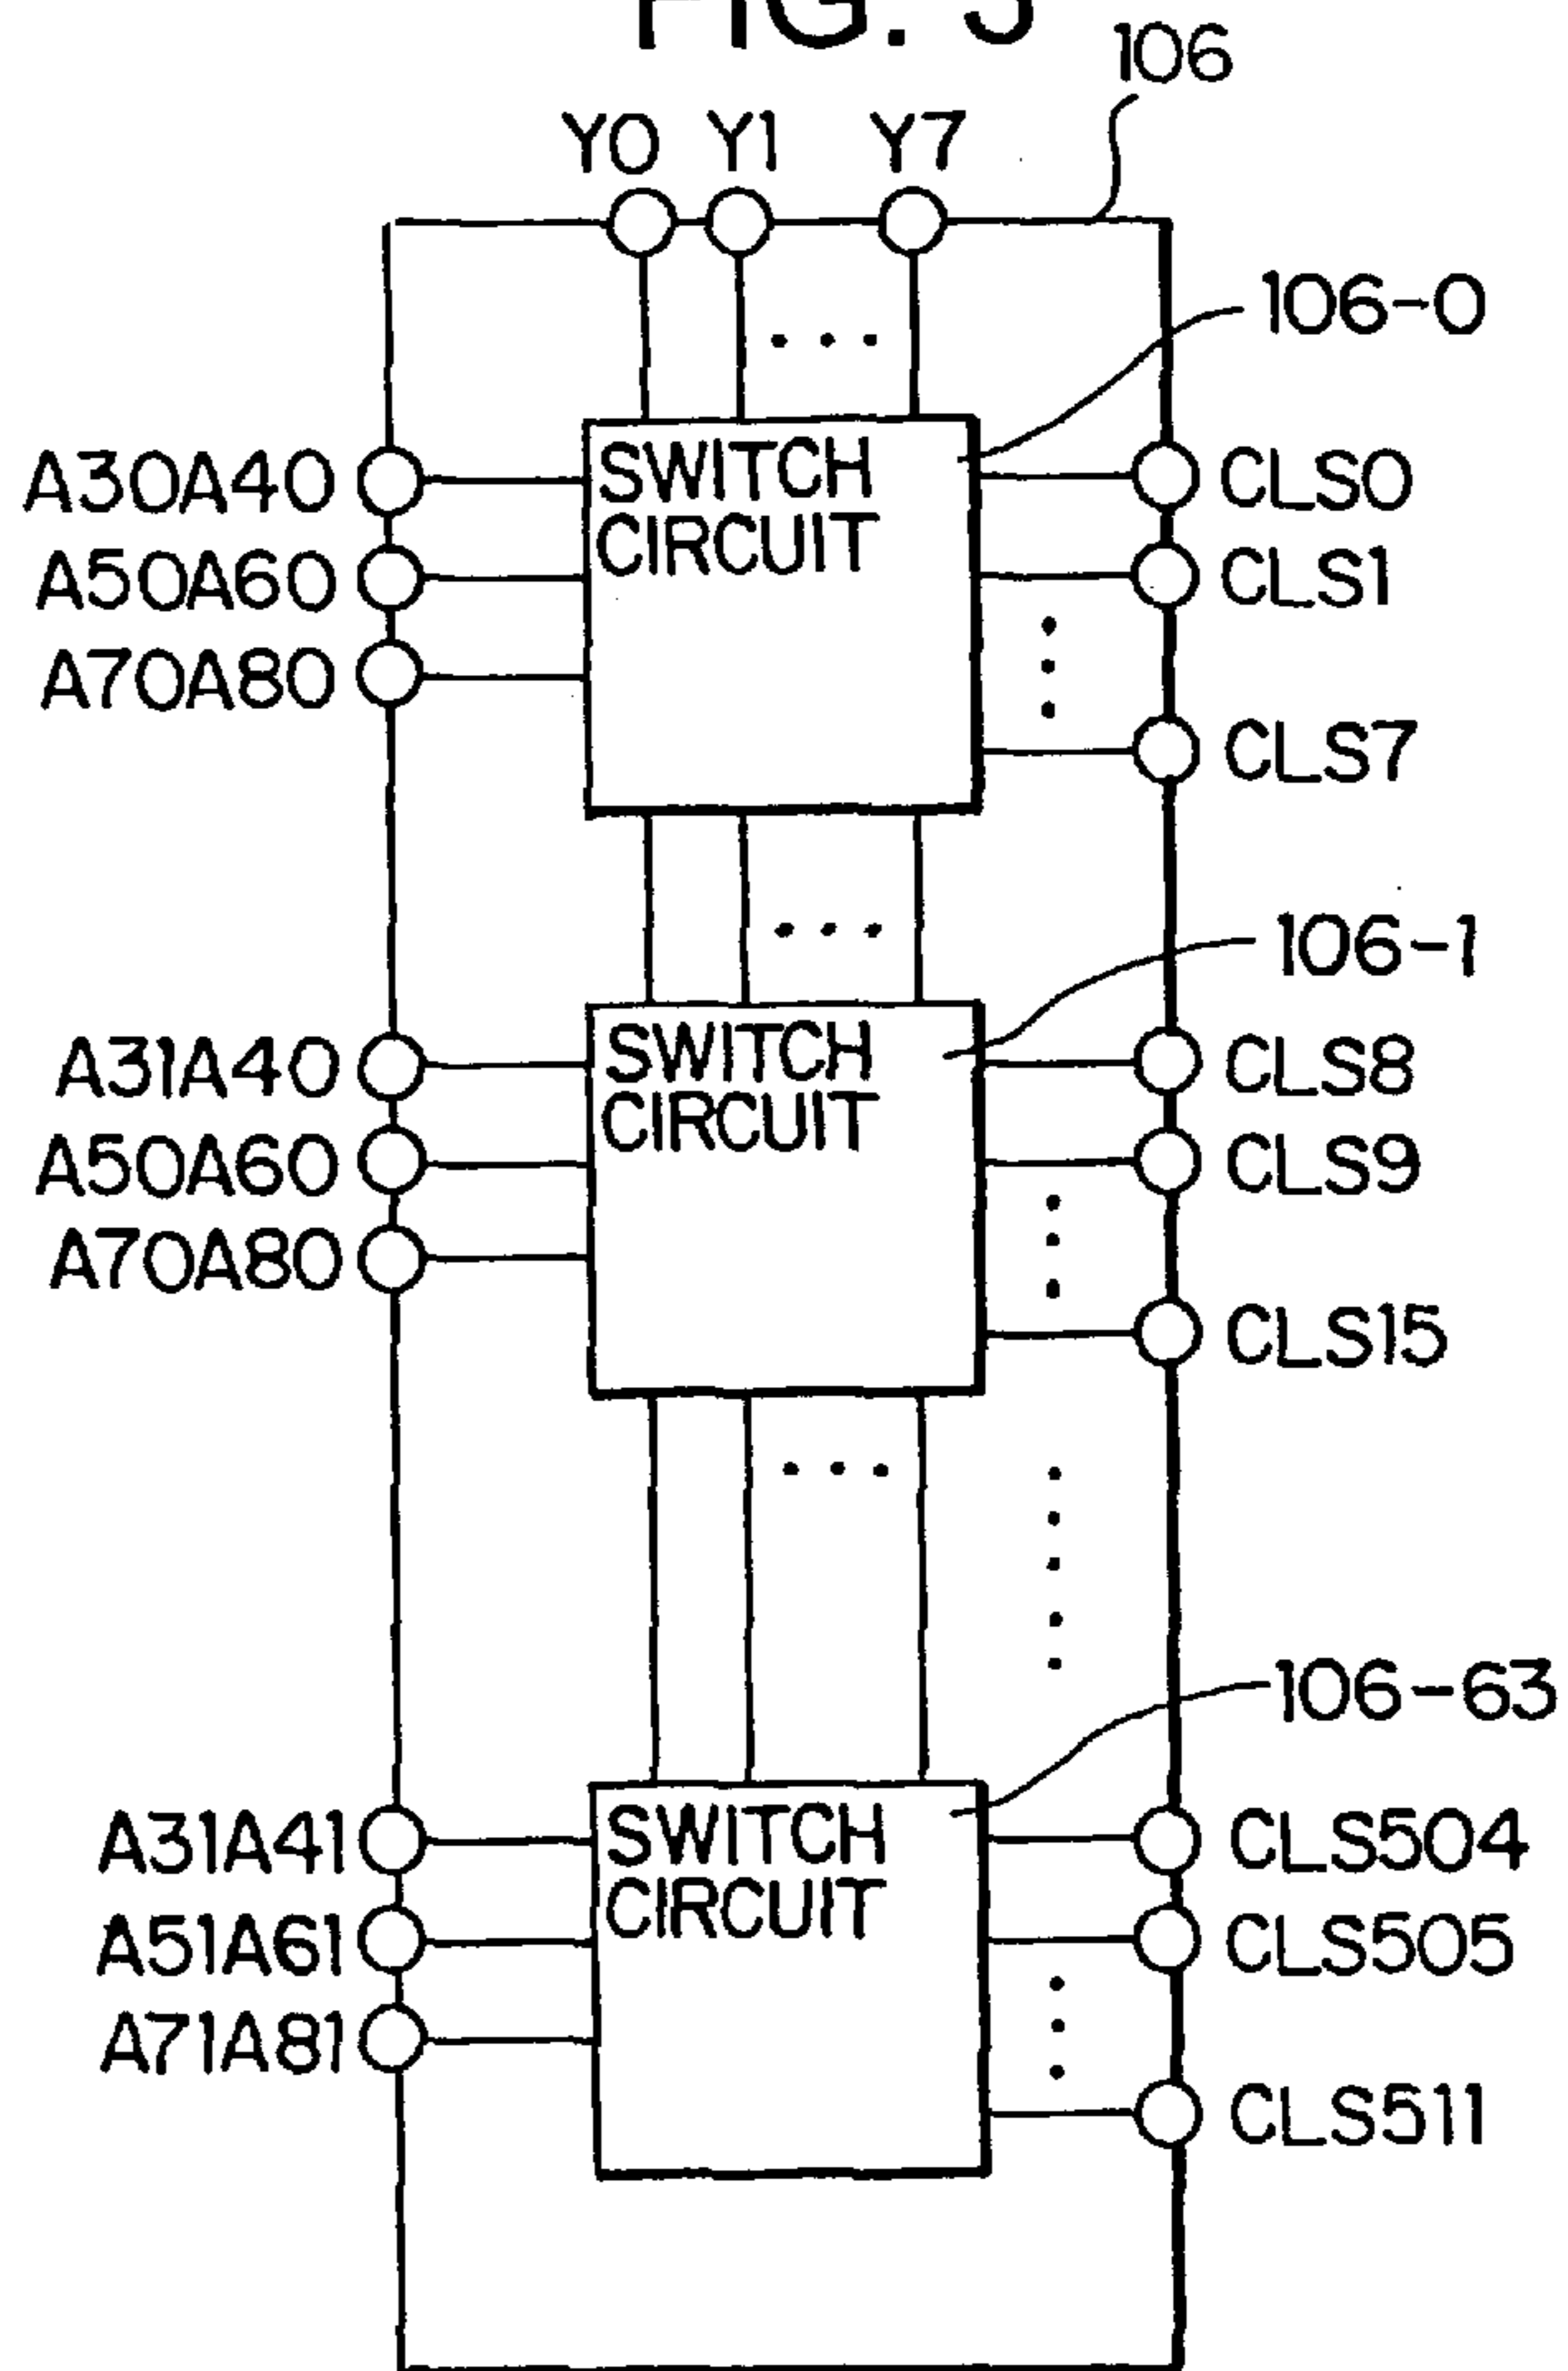 FIG. 5
106
Y0 Y1 Y7
106-0
A30A40
SWITCH
CIRCUIT
CLS0
A50A60
CLS1
A70A80
CLS7
106-1
A31A40
SWITCH
CIRCUIT
CLS8
A50A60
CLS9
A70A80
CLS15
106-63
A31A41
SWITCH
CIRCUIT
CLS504
A51A61
CLS505
A71A81
CLS511